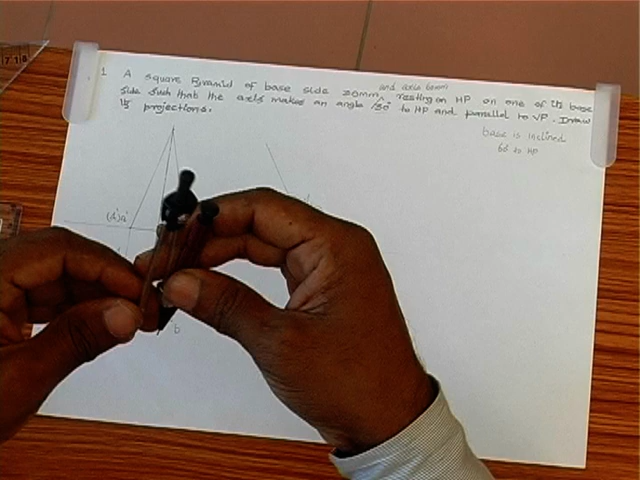 1 A square Pyramid of base side 30mm and axis 60mm resting on HP on one of its base
side such that the axis makes an angle 30° to HP and parallel to VP. Draw
its projections.
base is inclined
60 to HP
(d')a'
b